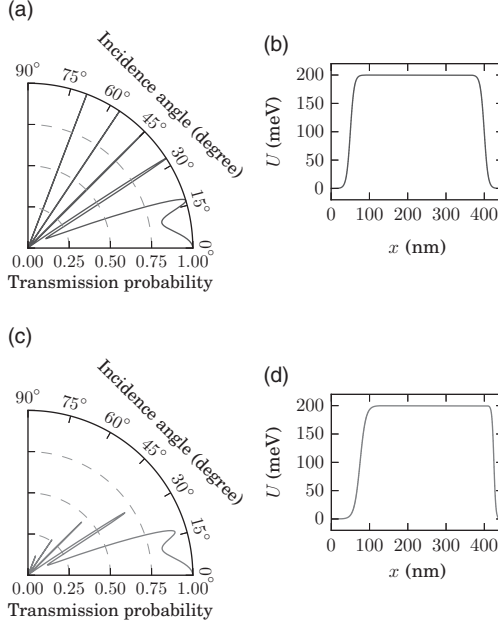 (a)
90°
75°
60°
45°
30°
15°
0°
Incidence angle (degree)
0.00 0.25 0.50 0.75 1.00
Transmission probability
(b)
200
150
100
50
0
U (meV)
0 100 200 300 400
x (nm)
(c)
90°
75°
60°
45°
30°
15°
0°
Incidence angle (degree)
0.00 0.25 0.50 0.75 1.00
Transmission probability
(d)
200
150
100
50
0
U (meV)
0 100 200 300 400
x (nm)